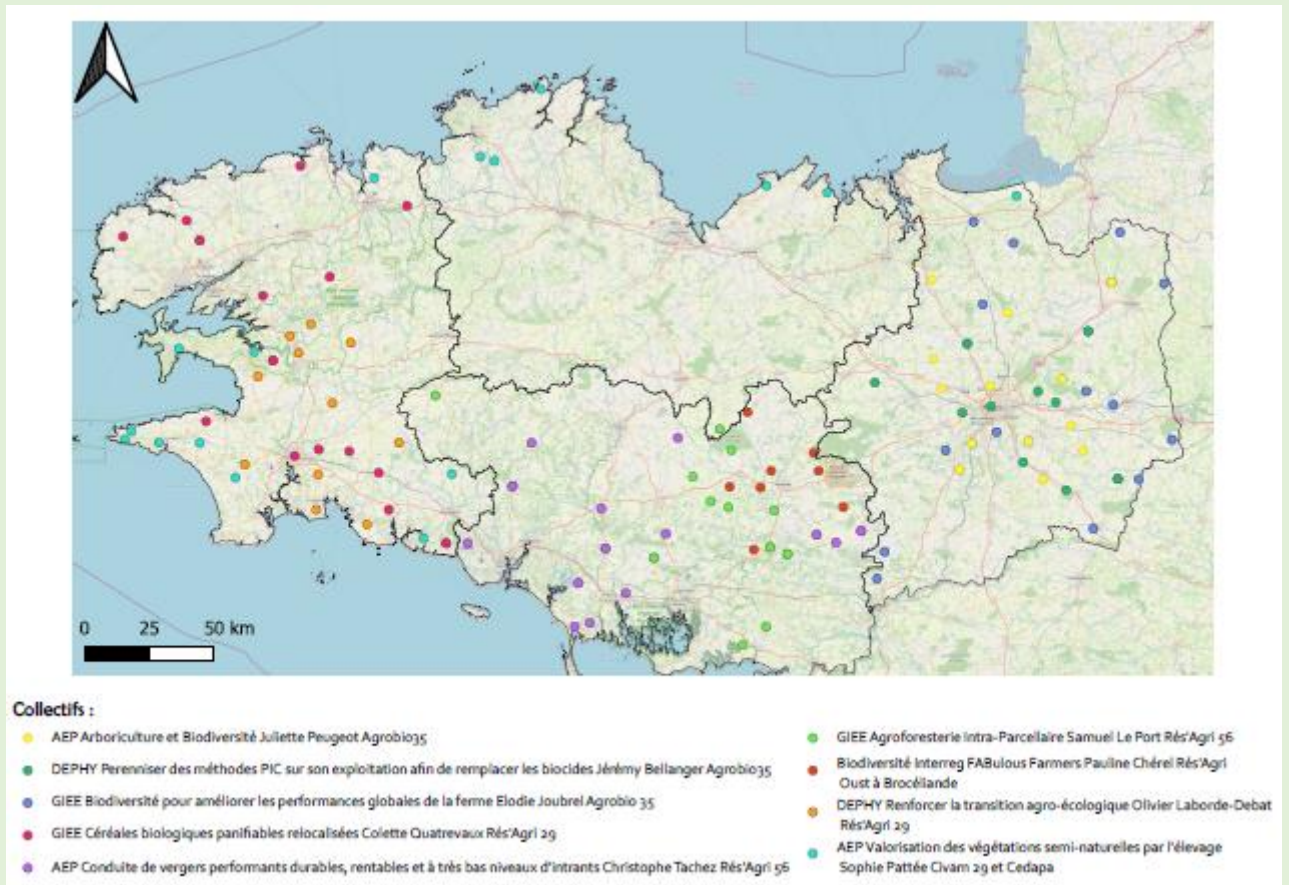 0 25 50 km
Collectifs :
AEP Arboriculture et Biodiversité Juliette Peugeot Agrobio35
DEPHY Perenniser des méthodes PIC sur son exploitation afin de remplacer les biocides Jérémy Bellanger Agrobio35
GIEE Biodiversité pour améliorer les performances globales de la ferme Elodie Joubrel Agrobio 35
GIEE Céréales biologiques panifiables relocalisées Colette Quatrevaux Rés'Agri 29
AEP Conduite de vergers performants durables, rentables et à très bas niveaux d'intrants Christophe Tachez Rés'Agri 56
GIEE Agroforesterie Intra-Parcellaire Samuel Le Port Rés'Agri 56
Biodiversité Interreg FABulous Farmers Pauline Chérel Rés'Agri
Oust à Brocéliande
DEPHY Renforcer la transition agro-écologique Olivier Laborde-Debat
Rés'Agri 29
AEP Valorisation des végétations semi-naturelles par l'élevage
Sophie Pattée Civam 29 et Cedapa